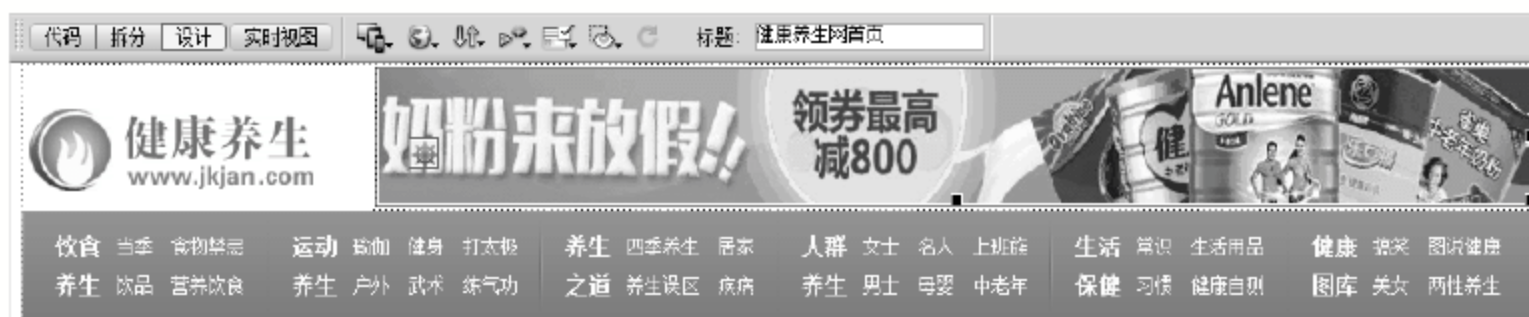 代码 拆分 设计 实时视图 标题: 健康养生网首页
奶粉来放假!! 领券最高 Anlene
减800 GOLD 健
健康养生
www.jkjan.com
中老年奶粉
饮食 当季 食物禁忌 运动 瑜伽 健身 打太极 养生 四季养生 居家 人群 女士 名人 上班族 生活 常识 生活用品 健康 搞笑 图说健康
养生 饮品 营养饮食 养生 户外 武术 练气功 之道 养生误区 疾病 养生 男士 母婴 中老年 保健 习惯 健康自测 图库 美女 两性养生